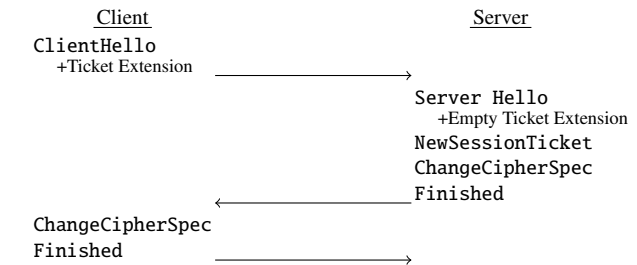 Client
Server
ClientHello
+Ticket Extension
Server Hello
+Empty Ticket Extension
NewSessionTicket
ChangeCipherSpec
Finished
ChangeCipherSpec
Finished